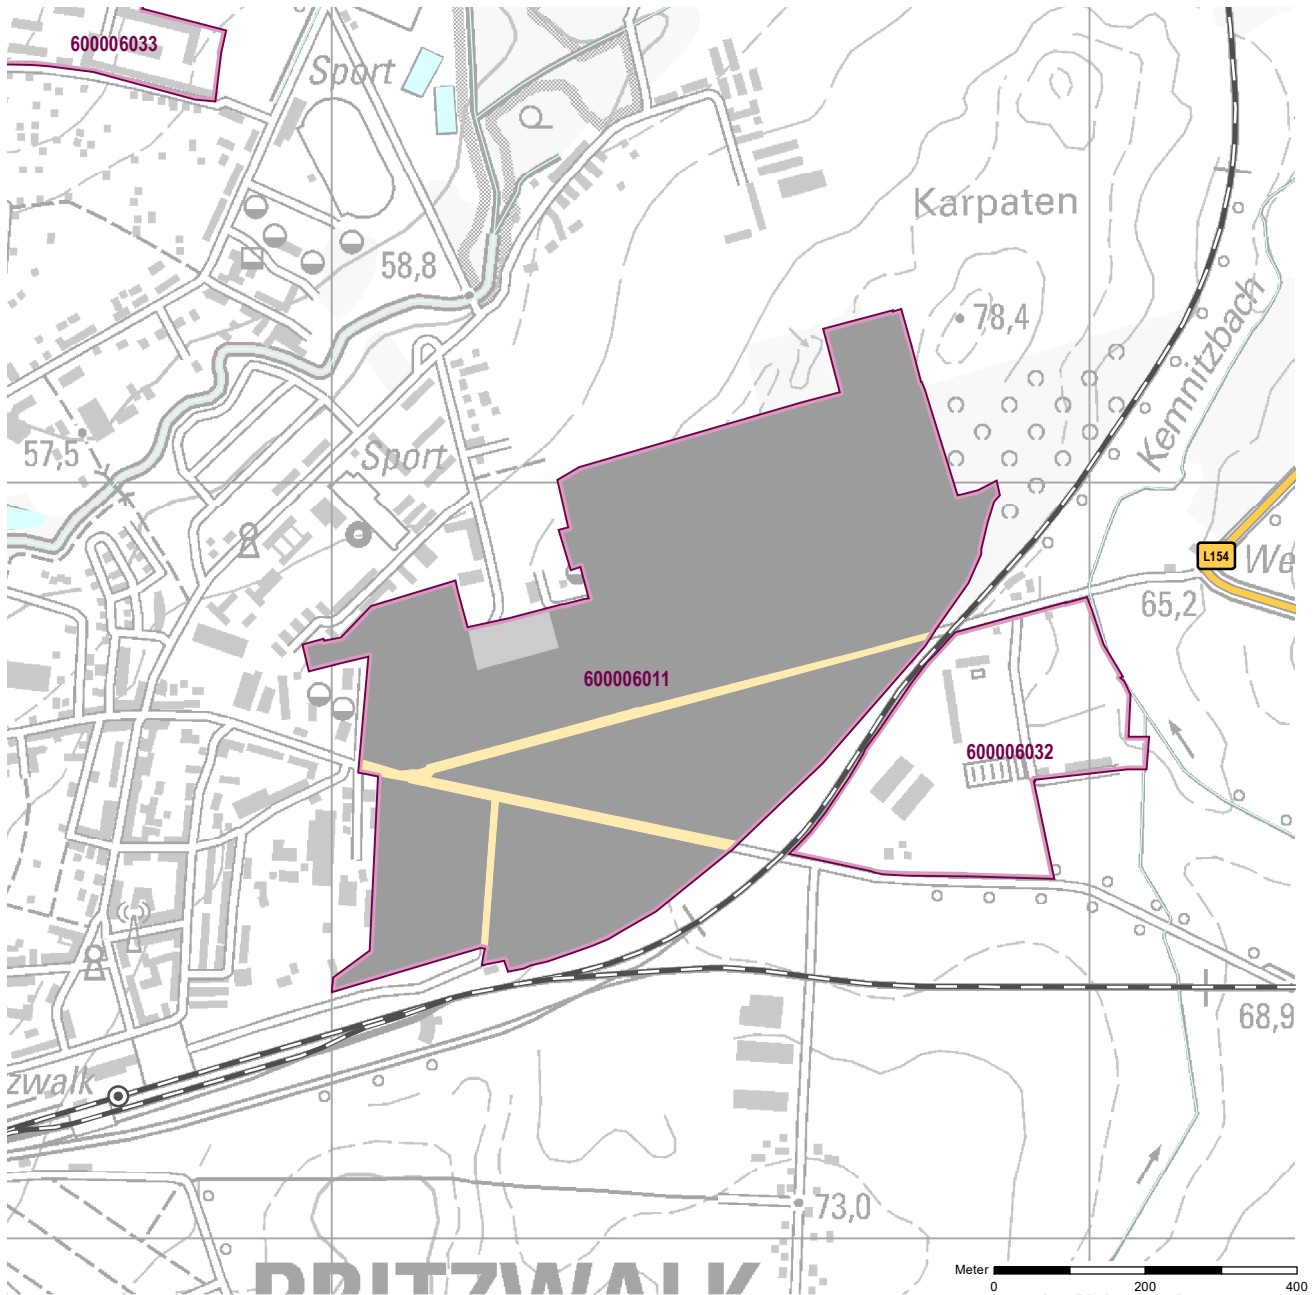 600006033
Sport
Karpaten
58,8
78,4
Kemnitzbach
57,5
Sport
L154
We
65,2
600006011
600006032
68,9
zwalk
73,0
PRITZWALK
Meter
0
200
400